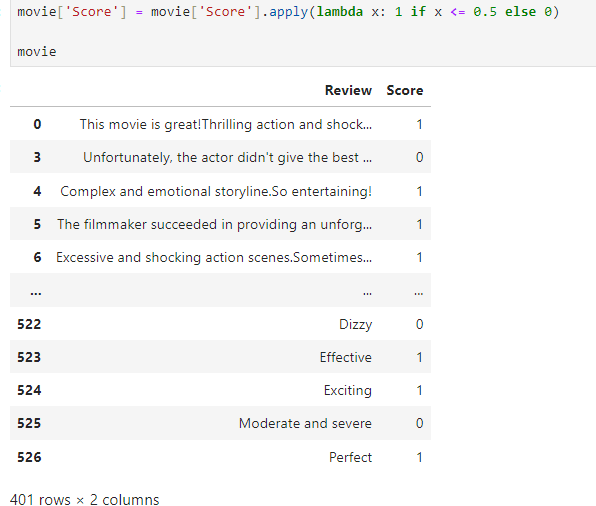 movie['Score'] = movie['Score'].apply(lambda x: 1 if x <= 0.5 else 0)
movie
Review Score
0 This movie is great!Thrilling action and shock... 1
3 Unfortunately, the actor didn't give the best ... 0
4 Complex and emotional storyline.So entertaining! 1
5 The filmmaker succeeded in providing an unforg... 1
6 Excessive and shocking action scenes.Sometimes... 1
... ... ...
522 Dizzy 0
523 Effective 1
524 Exciting 1
525 Moderate and severe 0
526 Perfect 1
401 rows × 2 columns